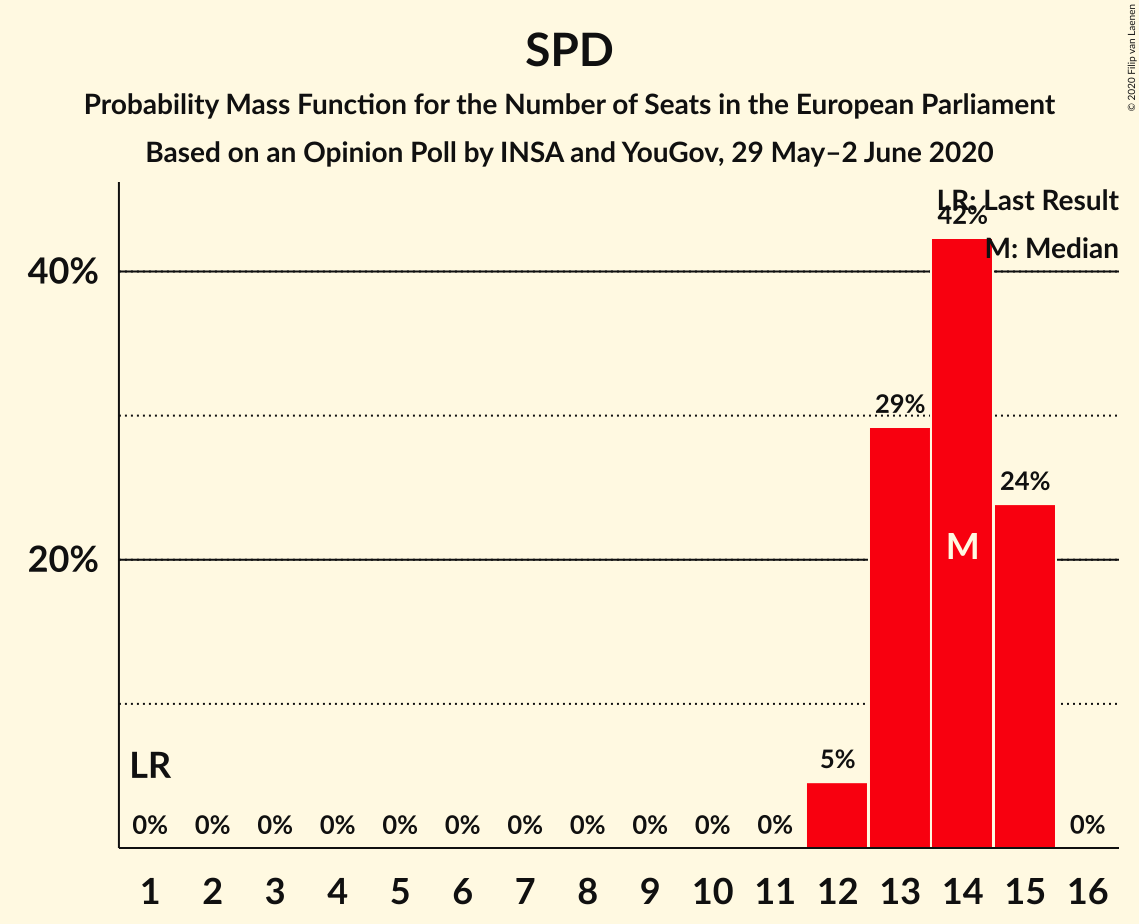 SPD
Probability Mass Function for the Number of Seats in the European Parliament
Based on an Opinion Poll by INSA and YouGov, 29 May–2 June 2020
© 2020 Filip van Laenen
LR: Last Result
M: Median
42%
40%
29%
24%
20%
M
LR
5%
0% 0% 0% 0% 0% 0% 0% 0% 0% 0% 0% 0%
1 2 3 4 5 6 7 8 9 10 11 12 13 14 15 16